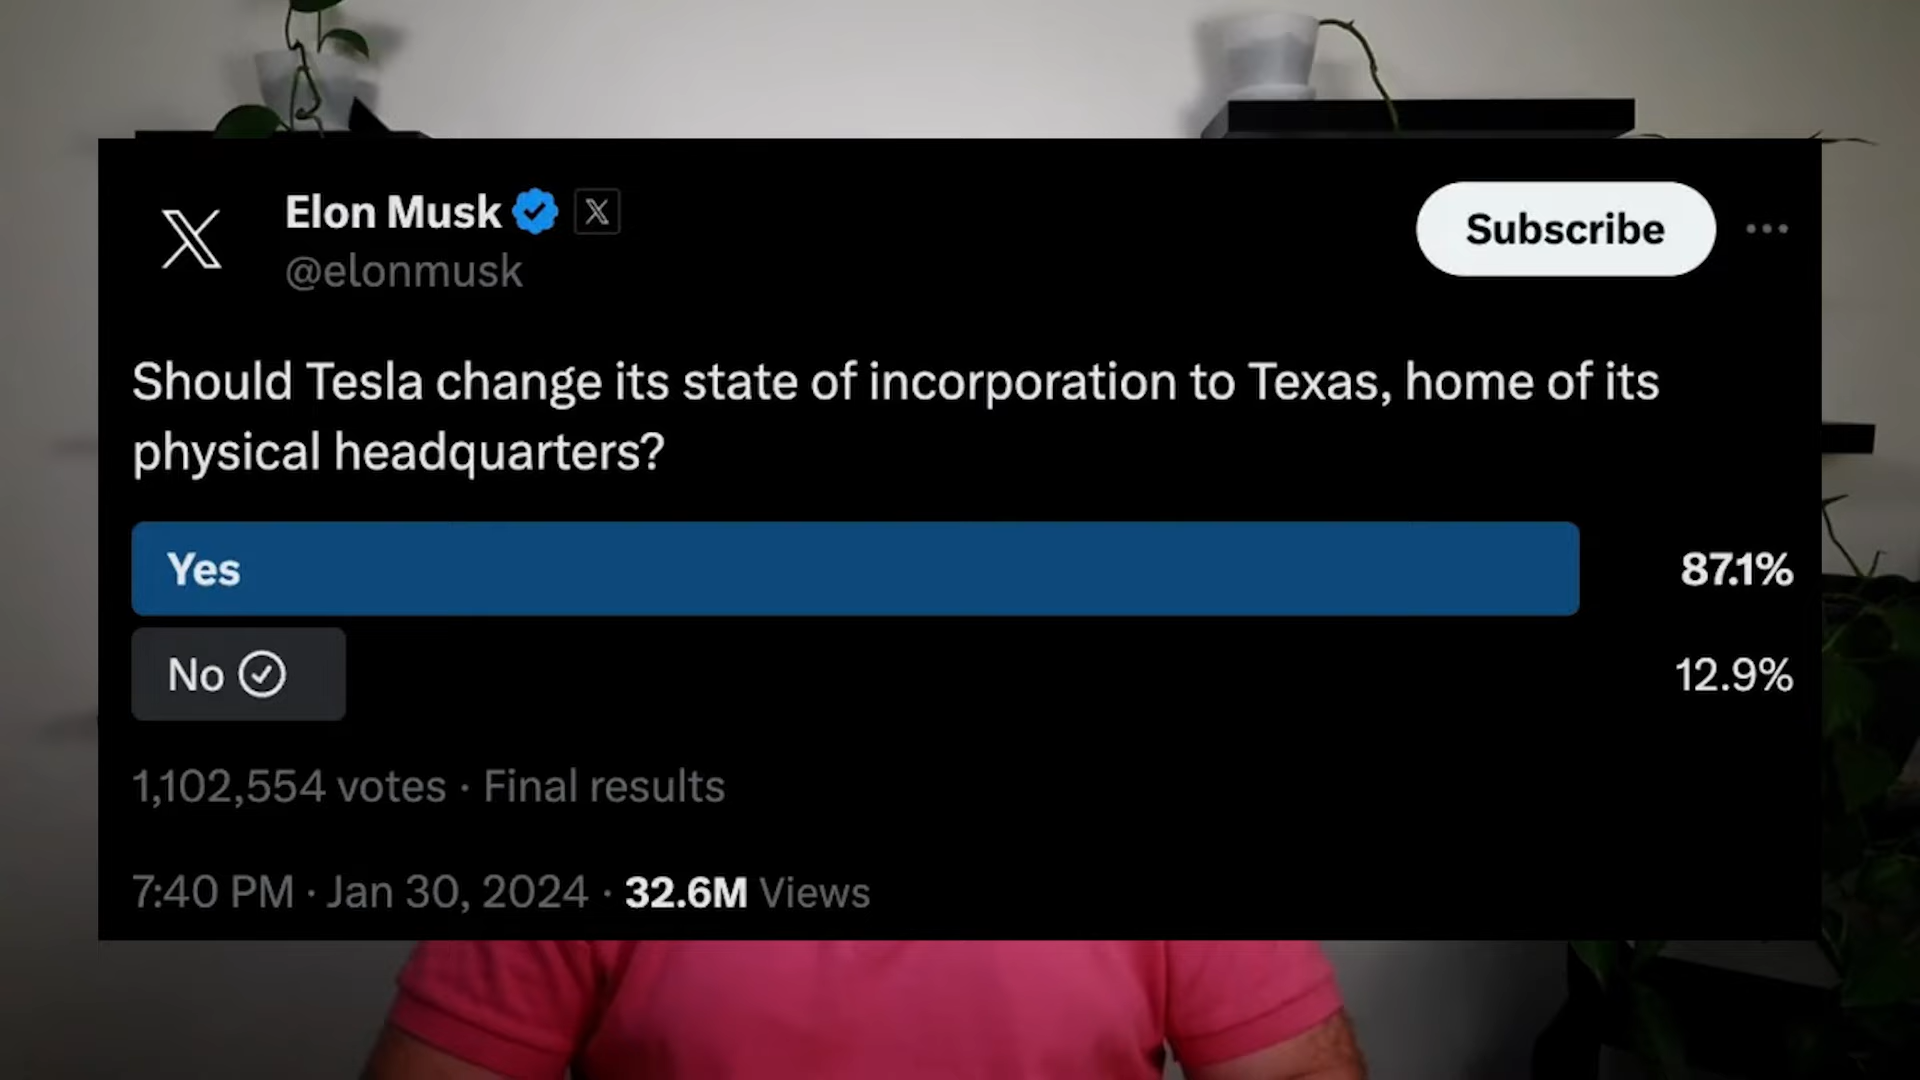 Elon Musk
@elonmusk
Subscribe
Should Tesla change its state of incorporation to Texas, home of its
physical headquarters?
Yes 87.1%
No 12.9%
1,102,554 votes · Final results
7:40 PM · Jan 30, 2024 · 32.6M Views